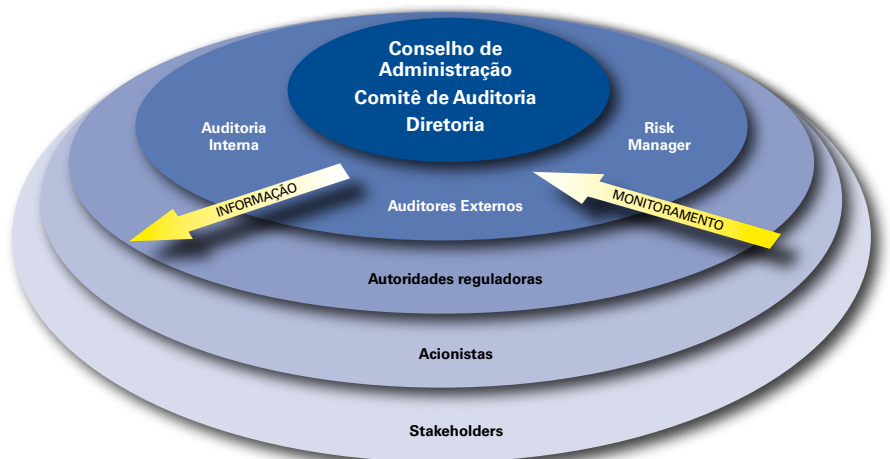 Conselho de
Administração
Comitê de Auditoria
Diretoria
Auditoria
Interna
Risk
Manager
INFORMAÇÃO
MONITORAMENTO
Auditores Externos
Autoridades reguladoras
Acionistas
Stakeholders